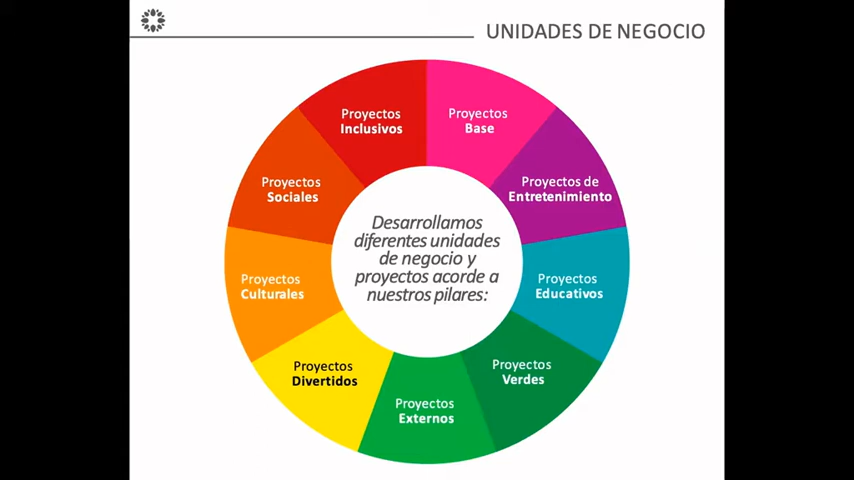 UNIDADES DE NEGOCIO
Proyectos
Base
Proyectos de
Entretenimiento
Proyectos
Educativos
Proyectos
Verdes
Proyectos
Externos
Proyectos
Divertidos
Proyectos
Culturales
Proyectos
Sociales
Proyectos
Inclusivos
Desarrollamos
diferentes unidades
de negocio y
proyectos acorde a
nuestros pilares: